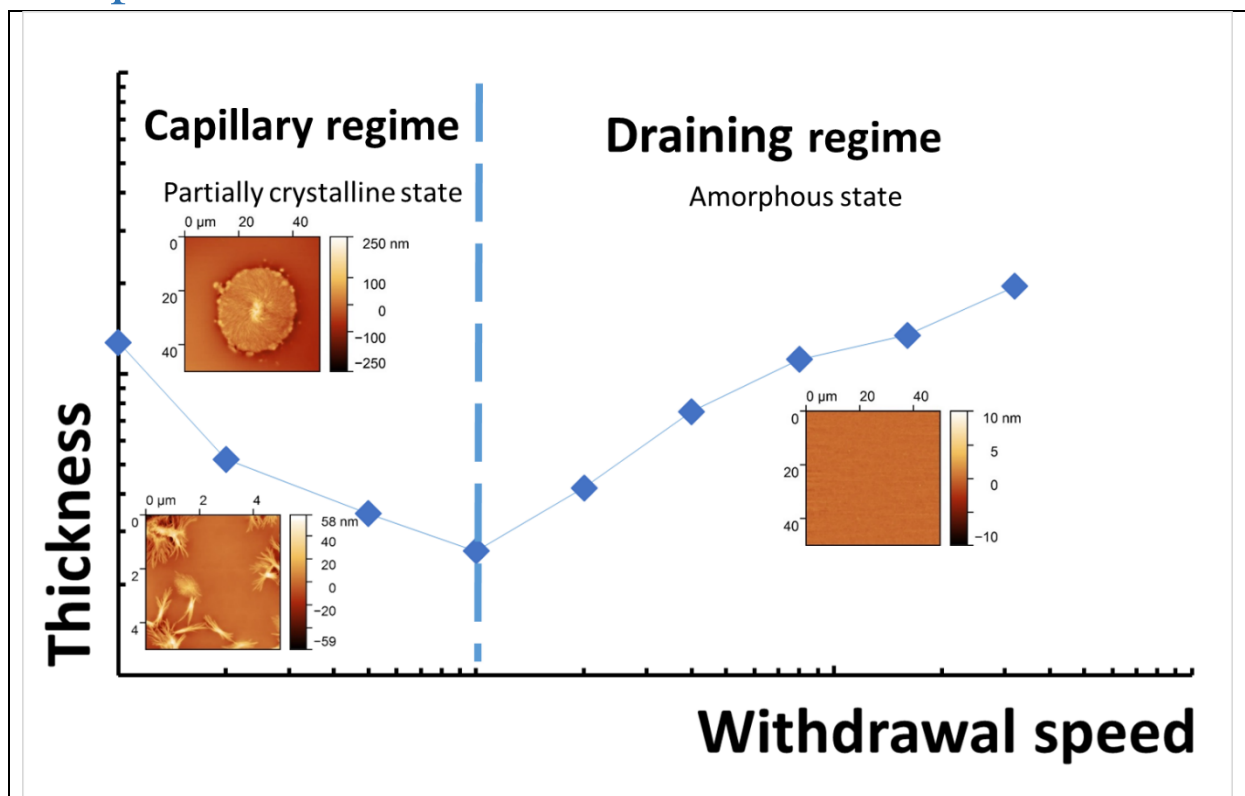 Capillary regime
Partially crystalline state
0 µm 20 40
0
20
40
250 nm
100
0
−100
−250
Draining regime
Amorphous state
0 µm 2 4
0
2
4
58 nm
40
20
0
−20
−59
0 µm 20 40
0
20
40
10 nm
5
0
−10
Thickness
Withdrawal speed